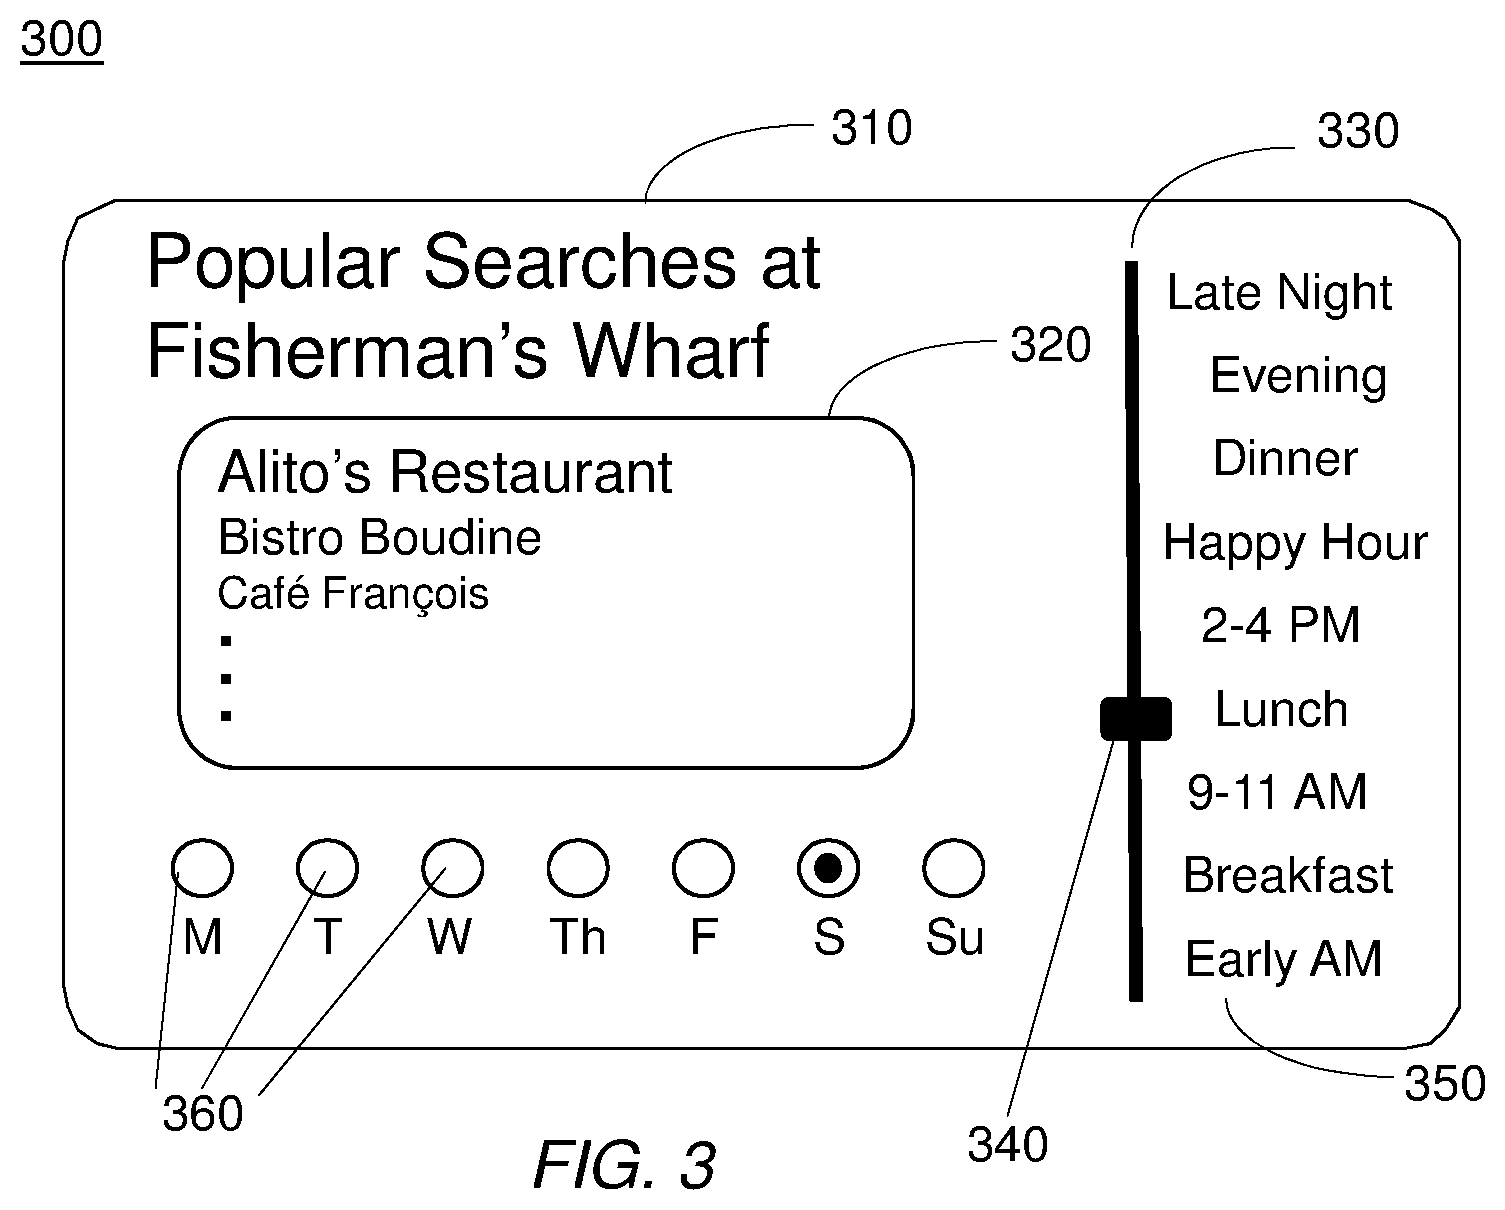 300
310
330
Popular Searches at
Fisherman's Wharf
320
Alito's Restaurant
Bistro Boudine
Café François
Late Night
Evening
Dinner
Happy Hour
2-4 PM
Lunch
9-11 AM
Breakfast
Early AM
M T W Th F S Su
360
340
350
FIG. 3